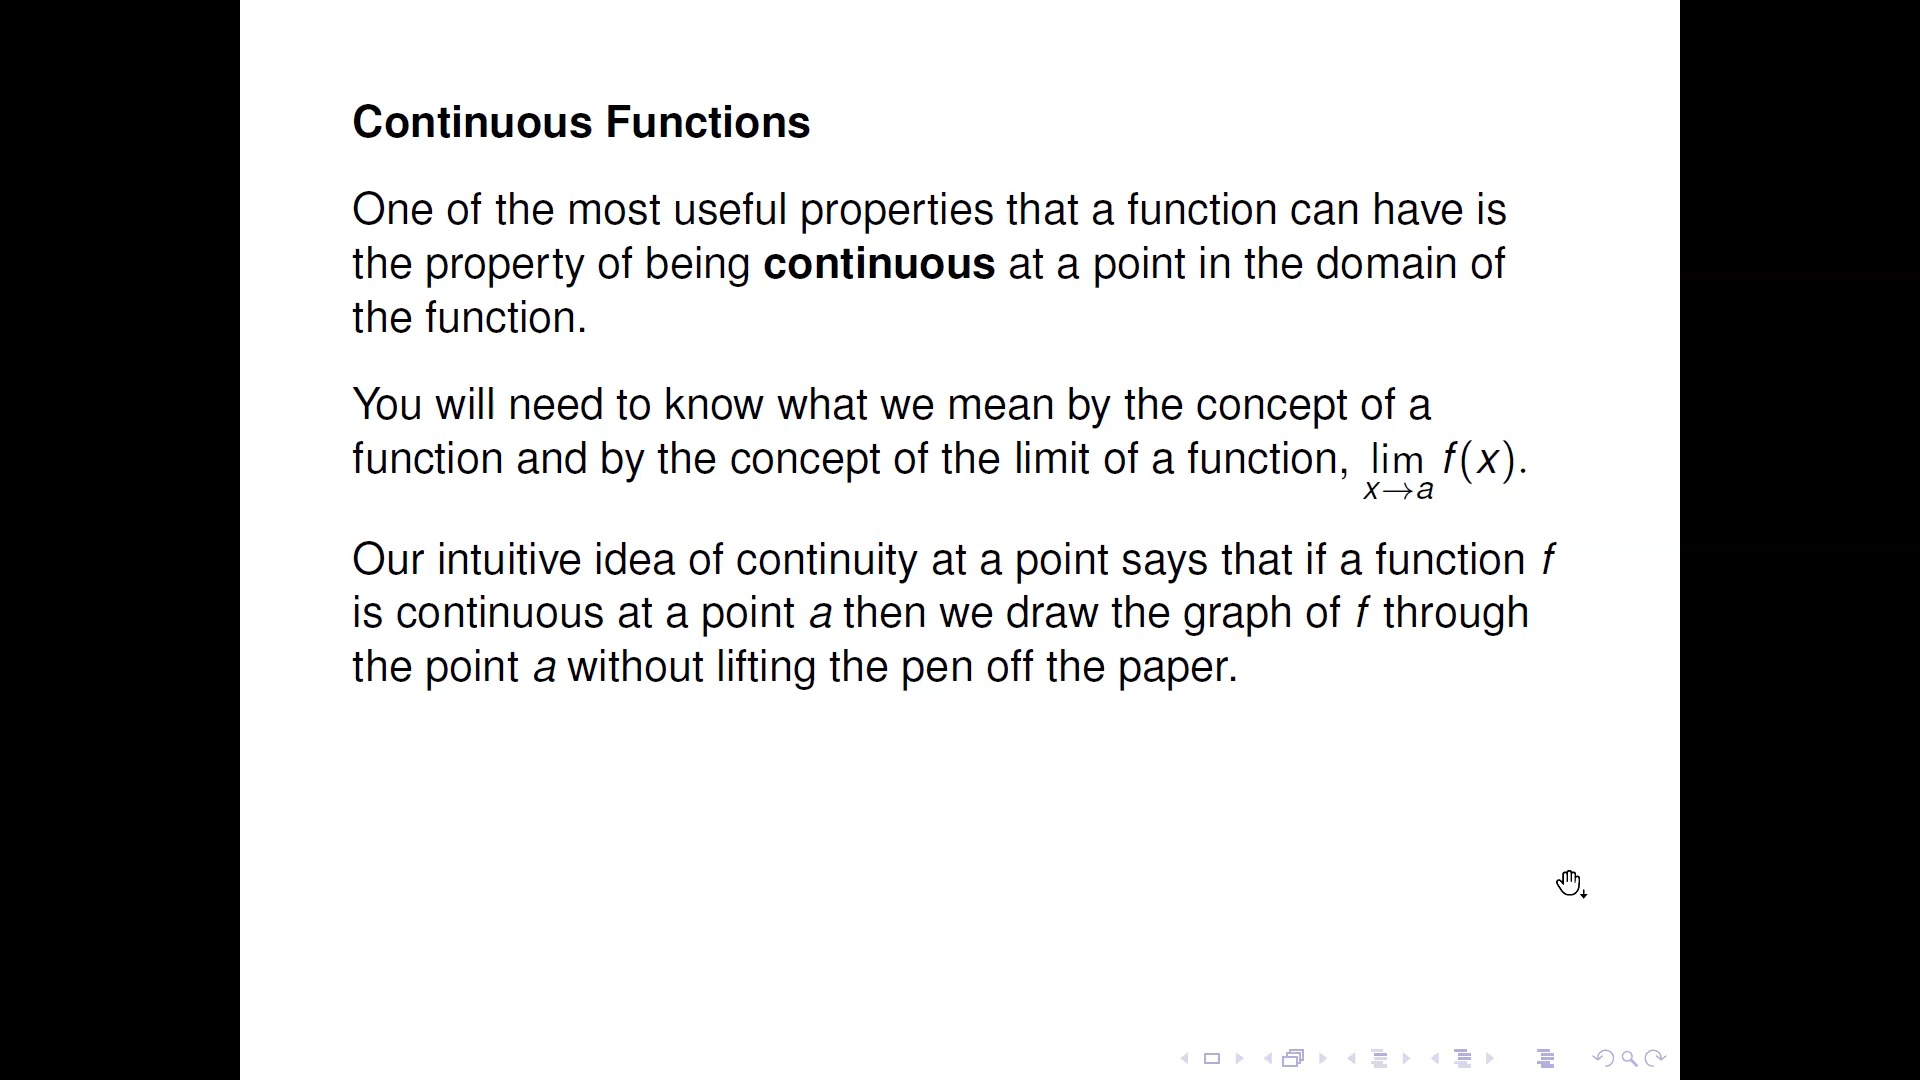 Continuous Functions
One of the most useful properties that a function can have is
the property of being continuous at a point in the domain of
the function.
You will need to know what we mean by the concept of a
function and by the concept of the limit of a function, lim f(x).
x→a
Our intuitive idea of continuity at a point says that if a function f
is continuous at a point a then we draw the graph of f through
the point a without lifting the pen off the paper.